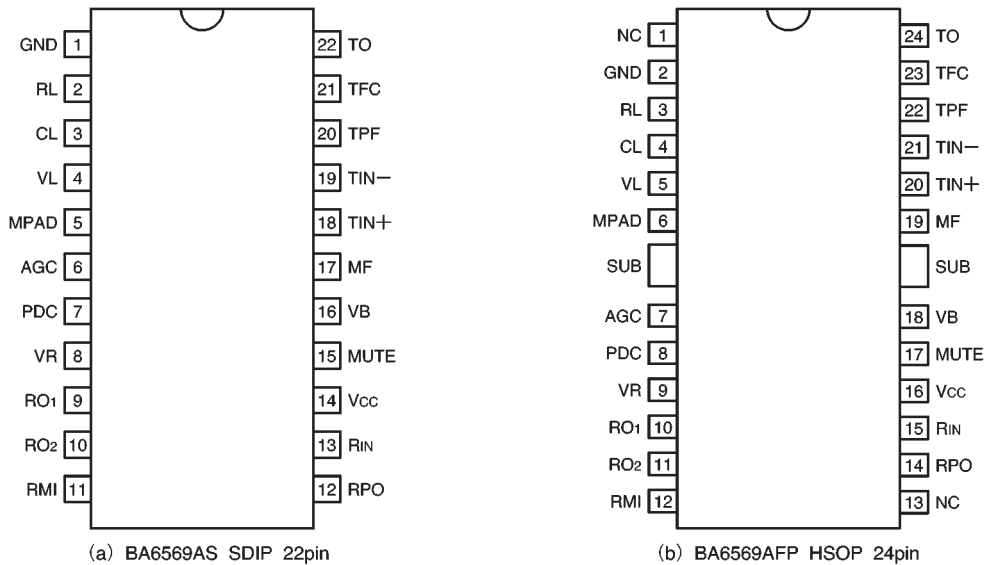 GND 1 22 TO
RL 2 21 TFC
CL 3 20 TPF
VL 4 19 TIN−
MPAD 5 18 TIN+
AGC 6 17 MF
PDC 7 16 VB
VR 8 15 MUTE
RO1 9 14 VCC
RO2 10 13 RIN
RMI 11 12 RPO
(a) BA6569AS SDIP 22pin
NC 1 24 TO
GND 2 23 TFC
RL 3 22 TPF
CL 4 21 TIN−
VL 5 20 TIN+
MPAD 6 19 MF
SUB SUB
AGC 7 18 VB
PDC 8 17 MUTE
VR 9 16 VCC
RO1 10 15 RIN
RO2 11 14 RPO
RMI 12 13 NC
(b) BA6569AFP HSOP 24pin